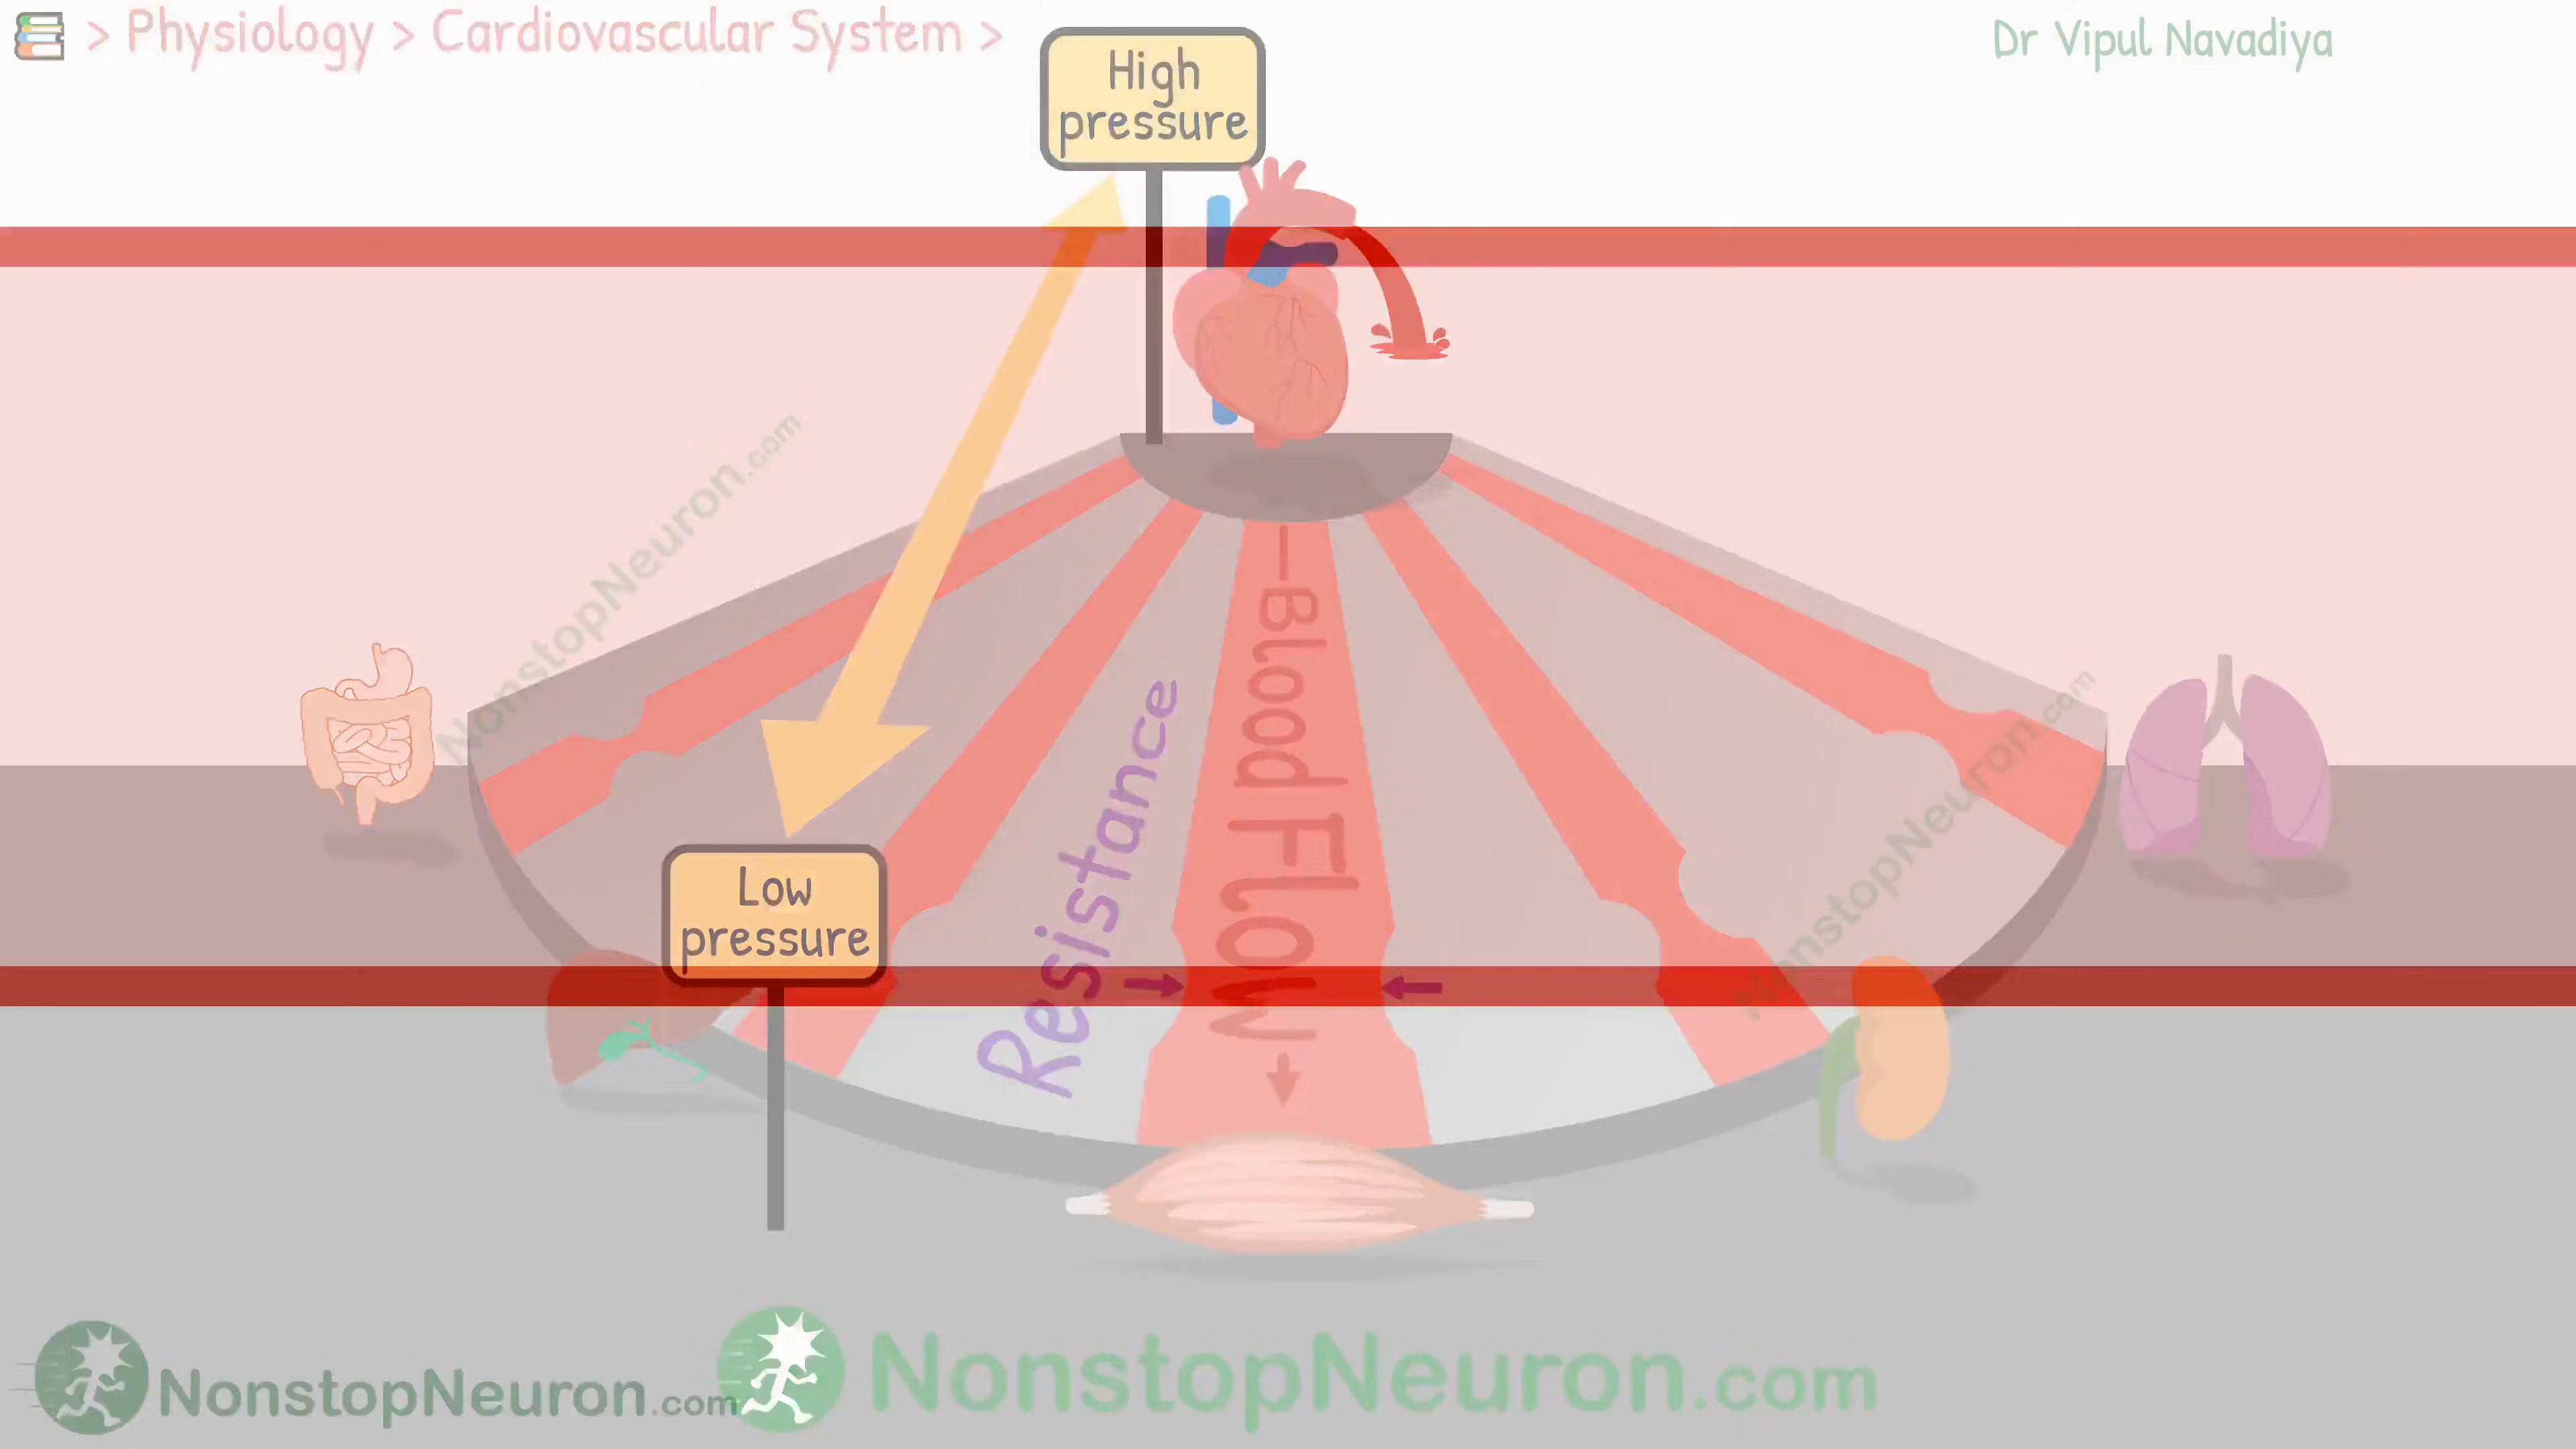 > Physiology > Cardiovascular System >
Dr Vipul Navadiya
High
pressure
NonstopNeuron.com
Blood Flow
Resistance
NonstopNeuron.com
Low
pressure
NonstopNeuron.com
NonstopNeuron.com